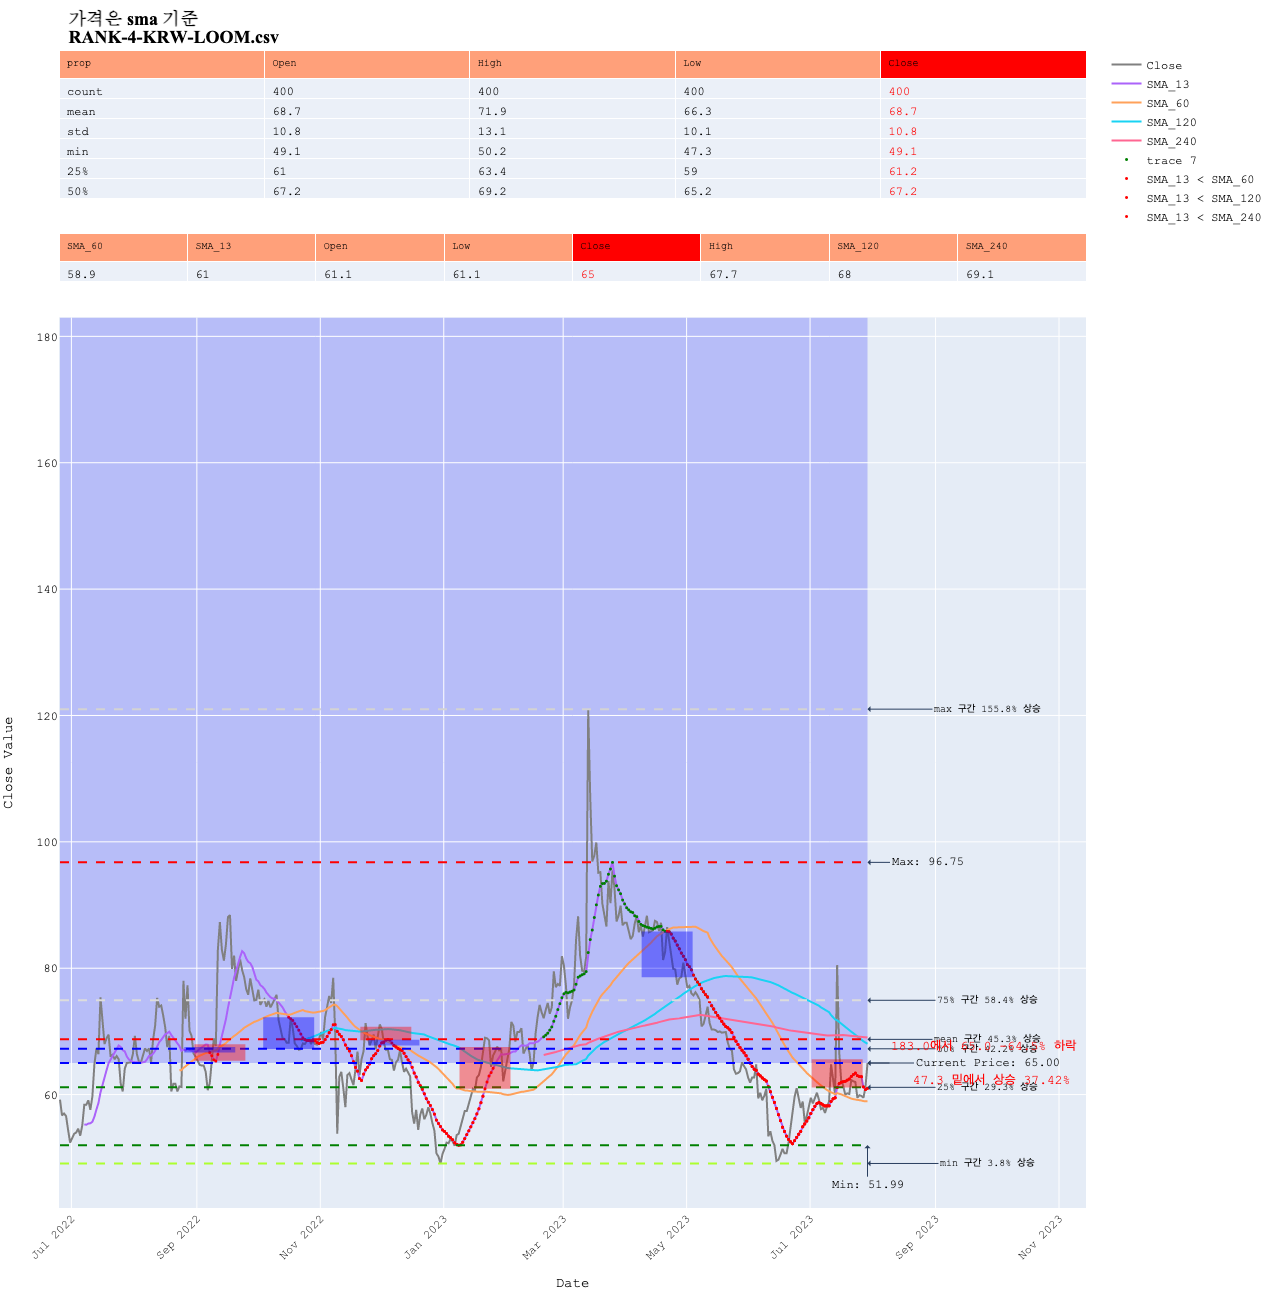 가격은 sma 기준
RANK-4-KRW-LOOM.csv
prop Open High Low Close
count 400 400 400 400
mean 68.7 71.9 66.3 68.7
std 10.8 13.1 10.1 10.8
min 49.1 50.2 47.3 49.1
25% 61 63.4 59 61.2
50% 67.2 69.2 65.2 67.2
SMA_60 SMA_13 Open Low Close High SMA_120 SMA_240
58.9 61 61.1 61.1 65 67.7 68 69.1
Close
SMA_13
SMA_60
SMA_120
SMA_240
trace 7
SMA_13 < SMA_60
SMA_13 < SMA_120
SMA_13 < SMA_240
180
160
140
120
100
80
60
Close Value
max 구간 155.8% 상승
Max: 96.75
75% 구간 58.4% 상승
mean 구간 45.3% 상승
183.0에서 -64.5% 하락
구간 42.2% 상승
Current Price: 65.00
47.3 밑에서 상승 37.42%
25% 구간 29.3% 상승
min 구간 3.8% 상승
Min: 51.99
Jul 2022
Sep 2022
Nov 2022
Jan 2023
Mar 2023
May 2023
Jul 2023
Sep 2023
Nov 2023
Date